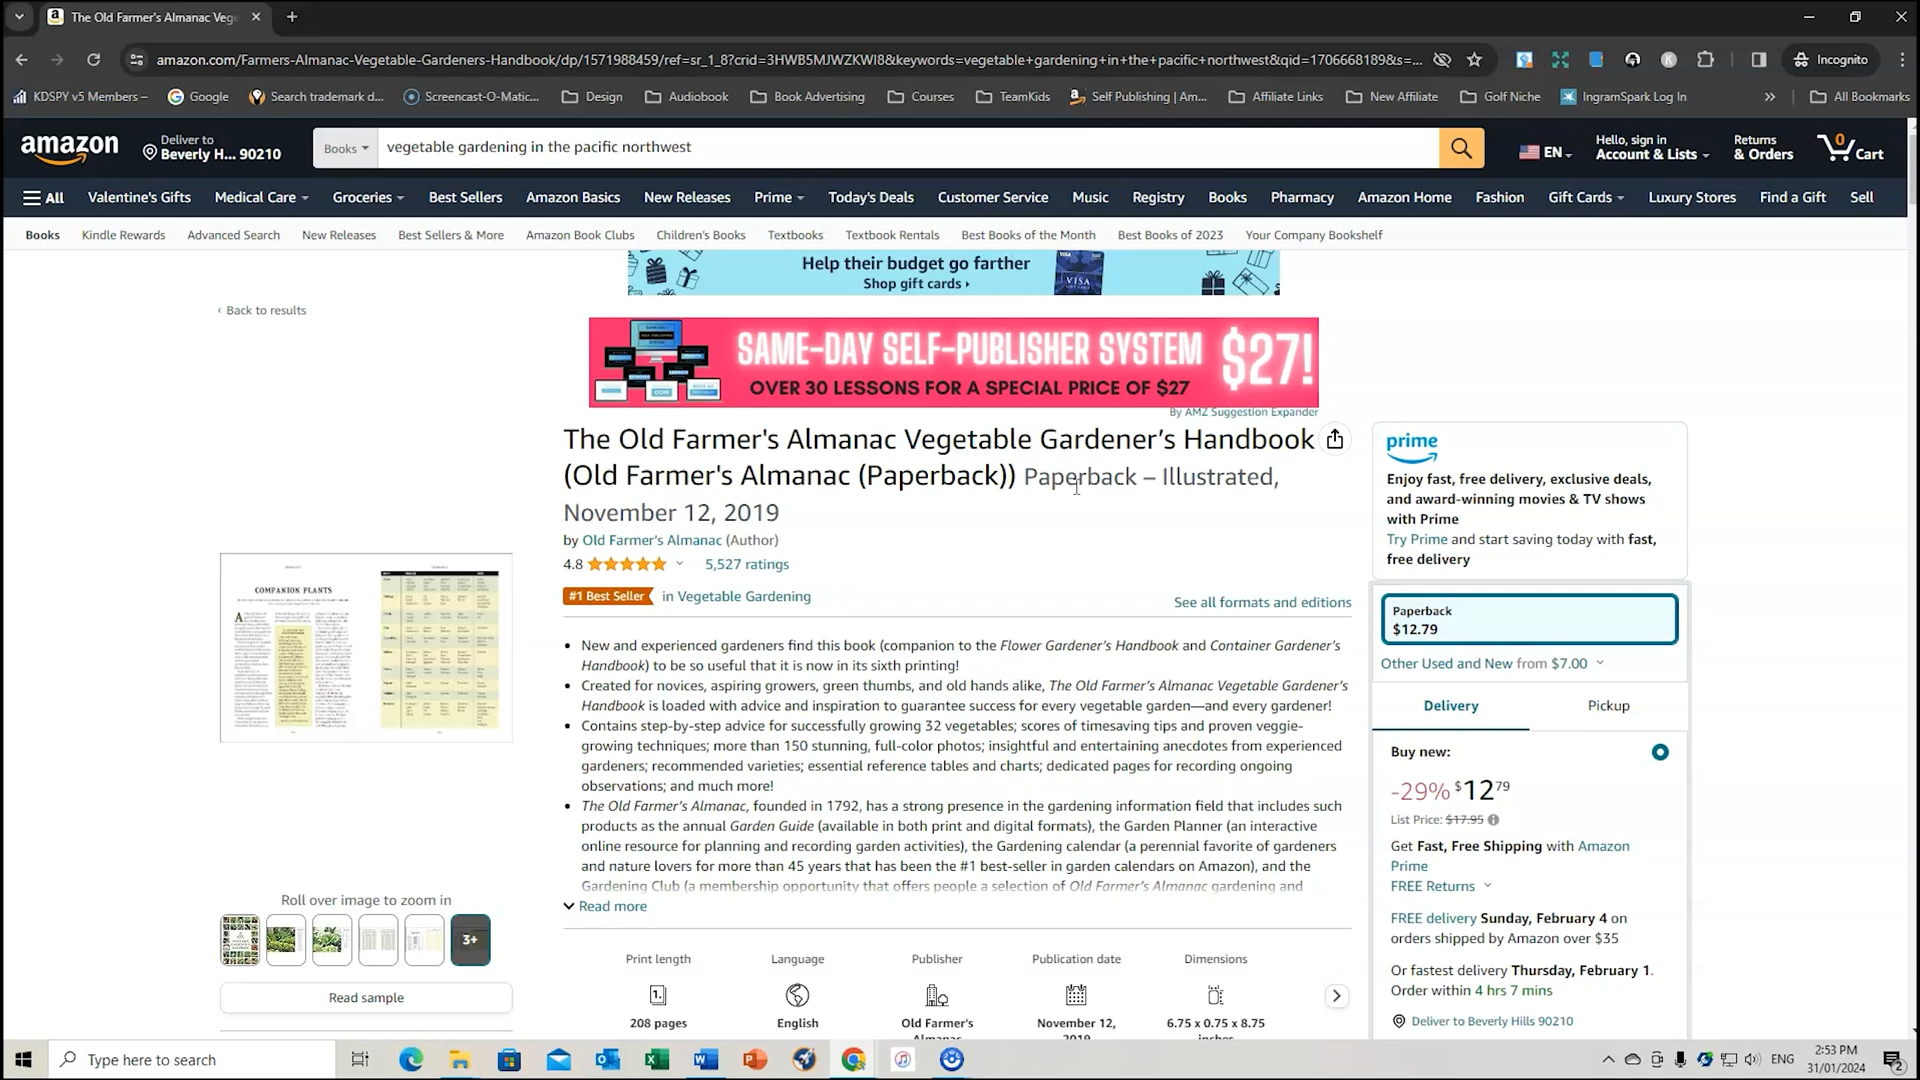 The Old Farmer's Almanac Veg
amazon.com/Farmers-Almanac-Vegetable-Gardeners-Handbook/dp/1571988459/ref=sr_1_8?crid=3HWB5MJWZKWI8&keywords=vegetable+gardening+in+the+pacific+northwest&qid=1706668189&s=...
Incognito
KDSPY v5 Members –
Google
Search trademark d...
Screencast-O-Matic...
Design
Audiobook
Book Advertising
Courses
TeamKids
Self Publishing | Am...
Affiliate Links
New Affiliate
Golf Niche
IngramSpark Log In
All Bookmarks
amazon
Deliver to
Beverly H... 90210
Books
vegetable gardening in the pacific northwest
EN
Hello, sign in
Account & Lists
Returns
& Orders
0
Cart
All
Valentine's Gifts
Medical Care
Groceries
Best Sellers
Amazon Basics
New Releases
Prime
Today's Deals
Customer Service
Music
Registry
Books
Pharmacy
Amazon Home
Fashion
Gift Cards
Luxury Stores
Find a Gift
Sell
Books
Kindle Rewards
Advanced Search
New Releases
Best Sellers & More
Amazon Book Clubs
Children's Books
Textbooks
Textbook Rentals
Best Books of the Month
Best Books of 2023
Your Company Bookshelf
Help their budget go farther
Shop gift cards ›
VISA
‹ Back to results
SAME-DAY SELF-PUBLISHER SYSTEM $27!
OVER 30 LESSONS FOR A SPECIAL PRICE OF $27
By AMZ Suggestion Expander
The Old Farmer's Almanac Vegetable Gardener’s Handbook
(Old Farmer's Almanac (Paperback)) Paperback – Illustrated,
November 12, 2019
by Old Farmer's Almanac (Author)
4.8
5,527 ratings
#1 Best Seller in Vegetable Gardening
See all formats and editions
New and experienced gardeners find this book (companion to the Flower Gardener’s Handbook and Container Gardener’s
Handbook) to be so useful that it is now in its sixth printing!
Created for novices, aspiring growers, green thumbs, and old hands alike, The Old Farmer’s Almanac Vegetable Gardener’s
Handbook is loaded with advice and inspiration to guarantee success for every vegetable garden—and every gardener!
Contains step-by-step advice for successfully growing 32 vegetables; scores of timesaving tips and proven veggie-
growing techniques; more than 150 stunning, full-color photos; insightful and entertaining anecdotes from experienced
gardeners; recommended varieties; essential reference tables and charts; dedicated pages for recording ongoing
observations; and much more!
The Old Farmer’s Almanac, founded in 1792, has a strong presence in the gardening information field that includes such
products as the annual Garden Guide (available in both print and digital formats), the Garden Planner (an interactive
online resource for planning and recording garden activities), the Gardening calendar (a perennial favorite of gardeners
and nature lovers for more than 45 years that has been the #1 best-seller in garden calendars on Amazon), and the
Gardening Club (a membership opportunity that offers people a selection of Old Farmer’s Almanac gardening and
Read more
Print length
Language
Publisher
Publication date
Dimensions
208 pages
English
Old Farmer's
Almanac
November 12,
2019
6.75 x 0.75 x 8.75
inches
COMPANION PLANTS
Roll over image to zoom in
3+
Read sample
prime
Enjoy fast, free delivery, exclusive deals,
and award-winning movies & TV shows
with Prime
Try Prime and start saving today with fast,
free delivery
Paperback
$12.79
Other Used and New from $7.00
Delivery
Pickup
Buy new:
-29% $12 79
List Price: $17.95
Get Fast, Free Shipping with Amazon
Prime
FREE Returns
FREE delivery Sunday, February 4 on
orders shipped by Amazon over $35
Or fastest delivery Thursday, February 1.
Order within 4 hrs 7 mins
Deliver to Beverly Hills 90210
Type here to search
ENG
2:53 PM
31/01/2024
2